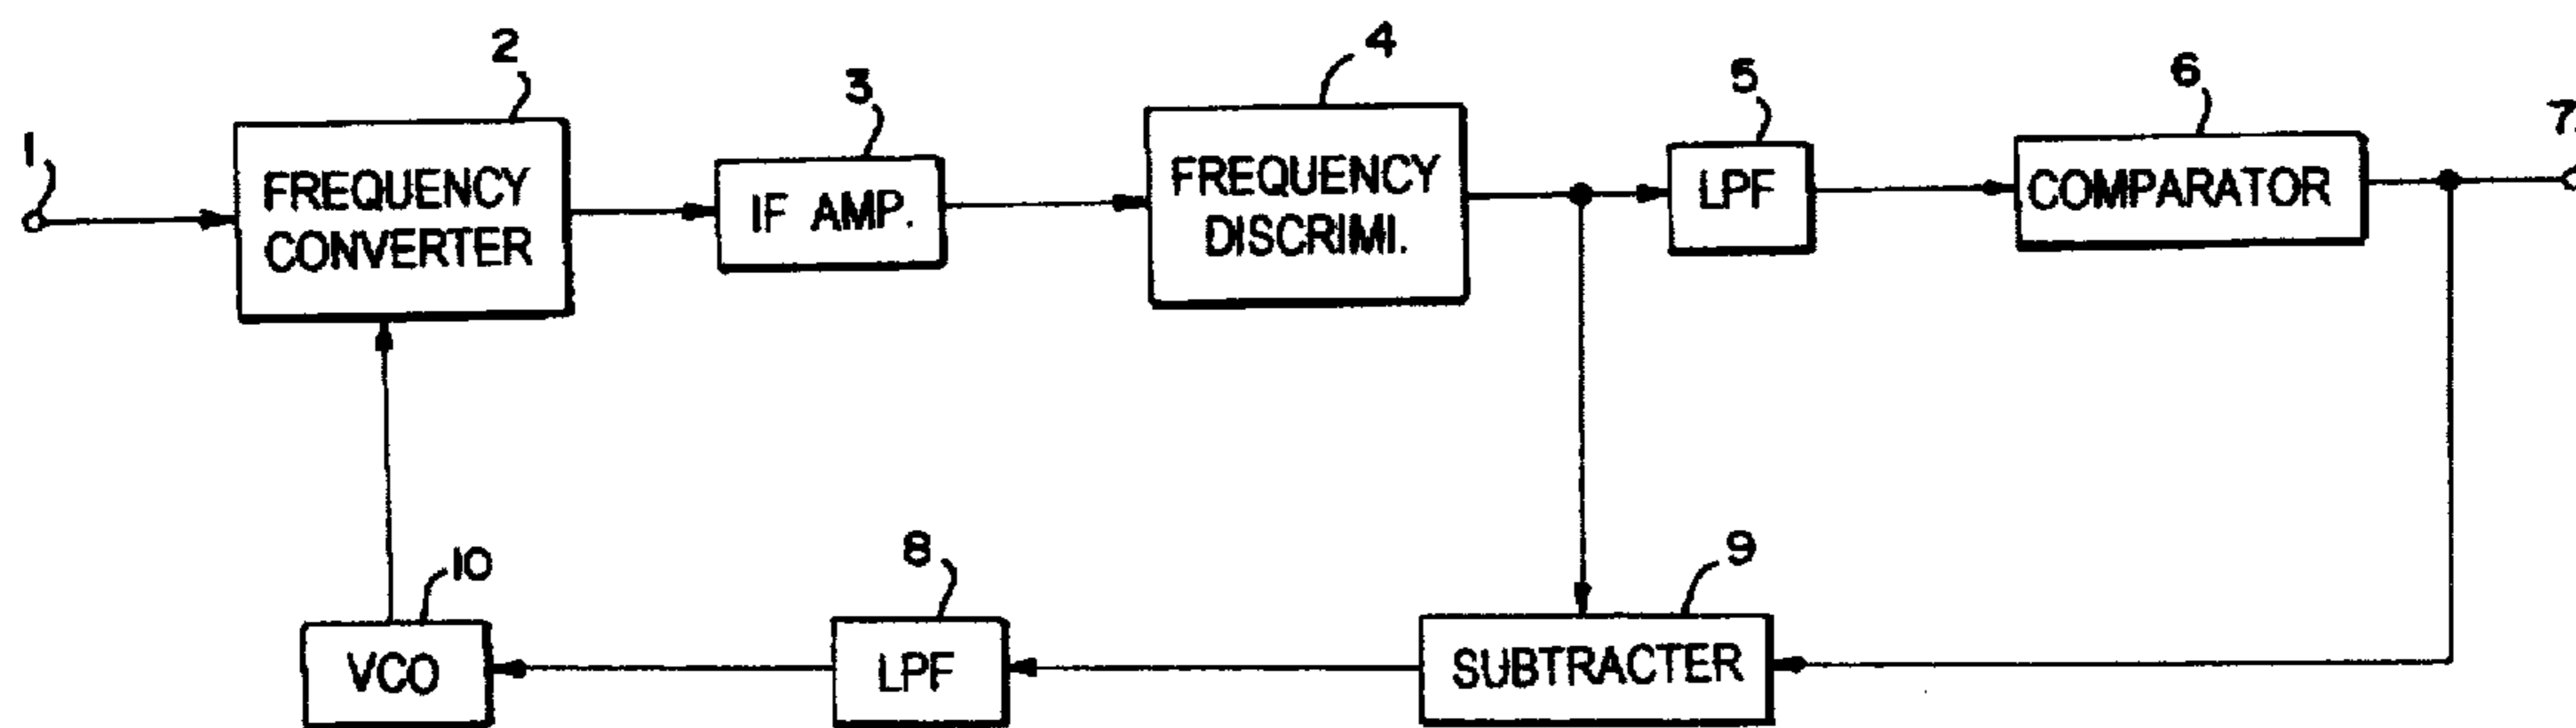 1
2
FREQUENCY
CONVERTER
3
IF AMP.
4
FREQUENCY
DISCRIMI.
5
LPF
6
COMPARATOR
7
10
VCO
8
LPF
9
SUBTRACTER